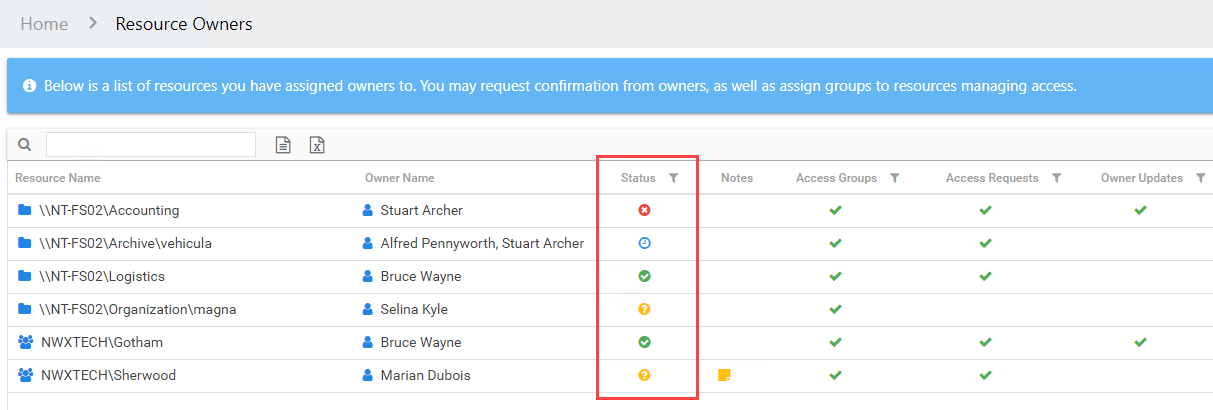 Home > Resource Owners
Below is a list of resources you have assigned owners to. You may request confirmation from owners, as well as assign groups to resources managing access.
Resource Name Owner Name Status Notes Access Groups Access Requests Owner Updates
\\NT-FS02\Accounting Stuart Archer
\\NT-FS02\Archive\vehicula Alfred Pennyworth, Stuart Archer
\\NT-FS02\Logistics Bruce Wayne
\\NT-FS02\Organization\magna Selina Kyle
NWXTECH\Gotham Bruce Wayne
NWXTECH\Sherwood Marian Dubois